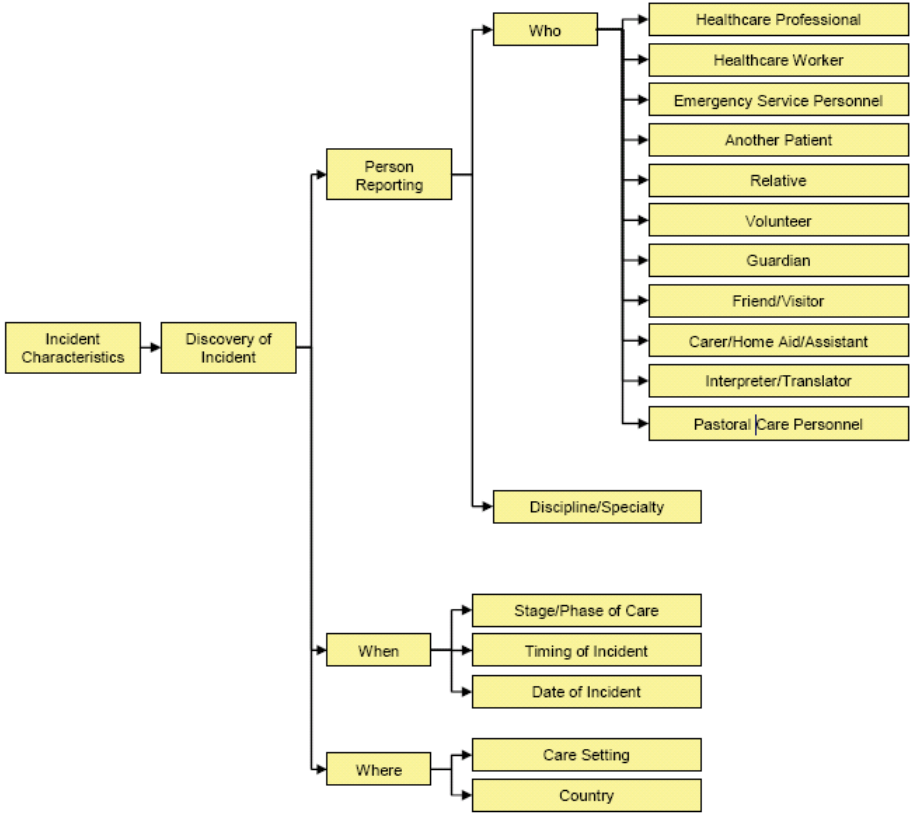 Incident
Characteristics
Discovery of
Incident
Person
Reporting
Who
Healthcare Professional
Healthcare Worker
Emergency Service Personnel
Another Patient
Relative
Volunteer
Guardian
Friend/Visitor
Carer/Home Aid/Assistant
Interpreter/Translator
Pastoral Care Personnel
Discipline/Specialty
When
Stage/Phase of Care
Timing of Incident
Date of Incident
Where
Care Setting
Country